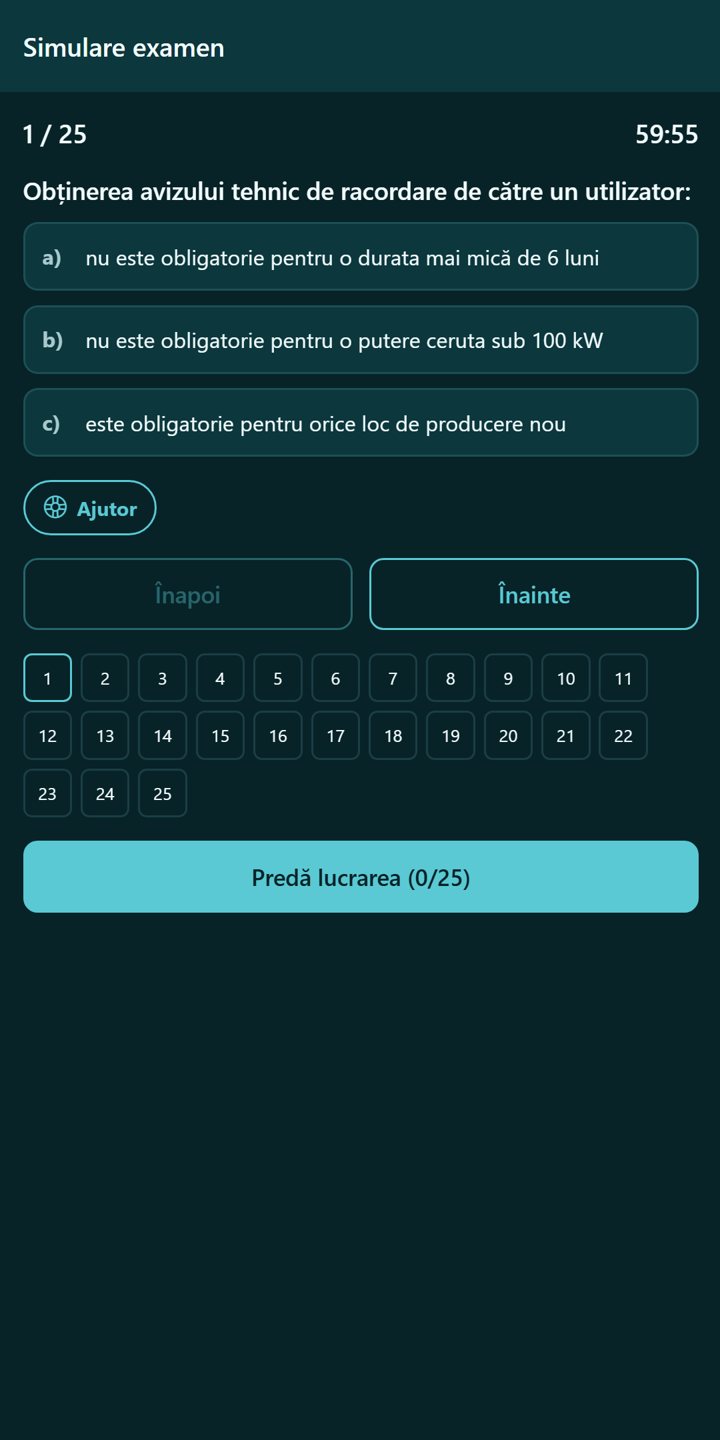 Simulare examen
1 / 25
59:55
Obținerea avizului tehnic de racordare de către un utilizator:
a) nu este obligatorie pentru o durata mai mică de 6 luni
b) nu este obligatorie pentru o putere ceruta sub 100 kW
c) este obligatorie pentru orice loc de producere nou
Ajutor
Înapoi
Înainte
1 2 3 4 5 6 7 8 9 10 11
12 13 14 15 16 17 18 19 20 21 22
23 24 25
Predă lucrarea (0/25)